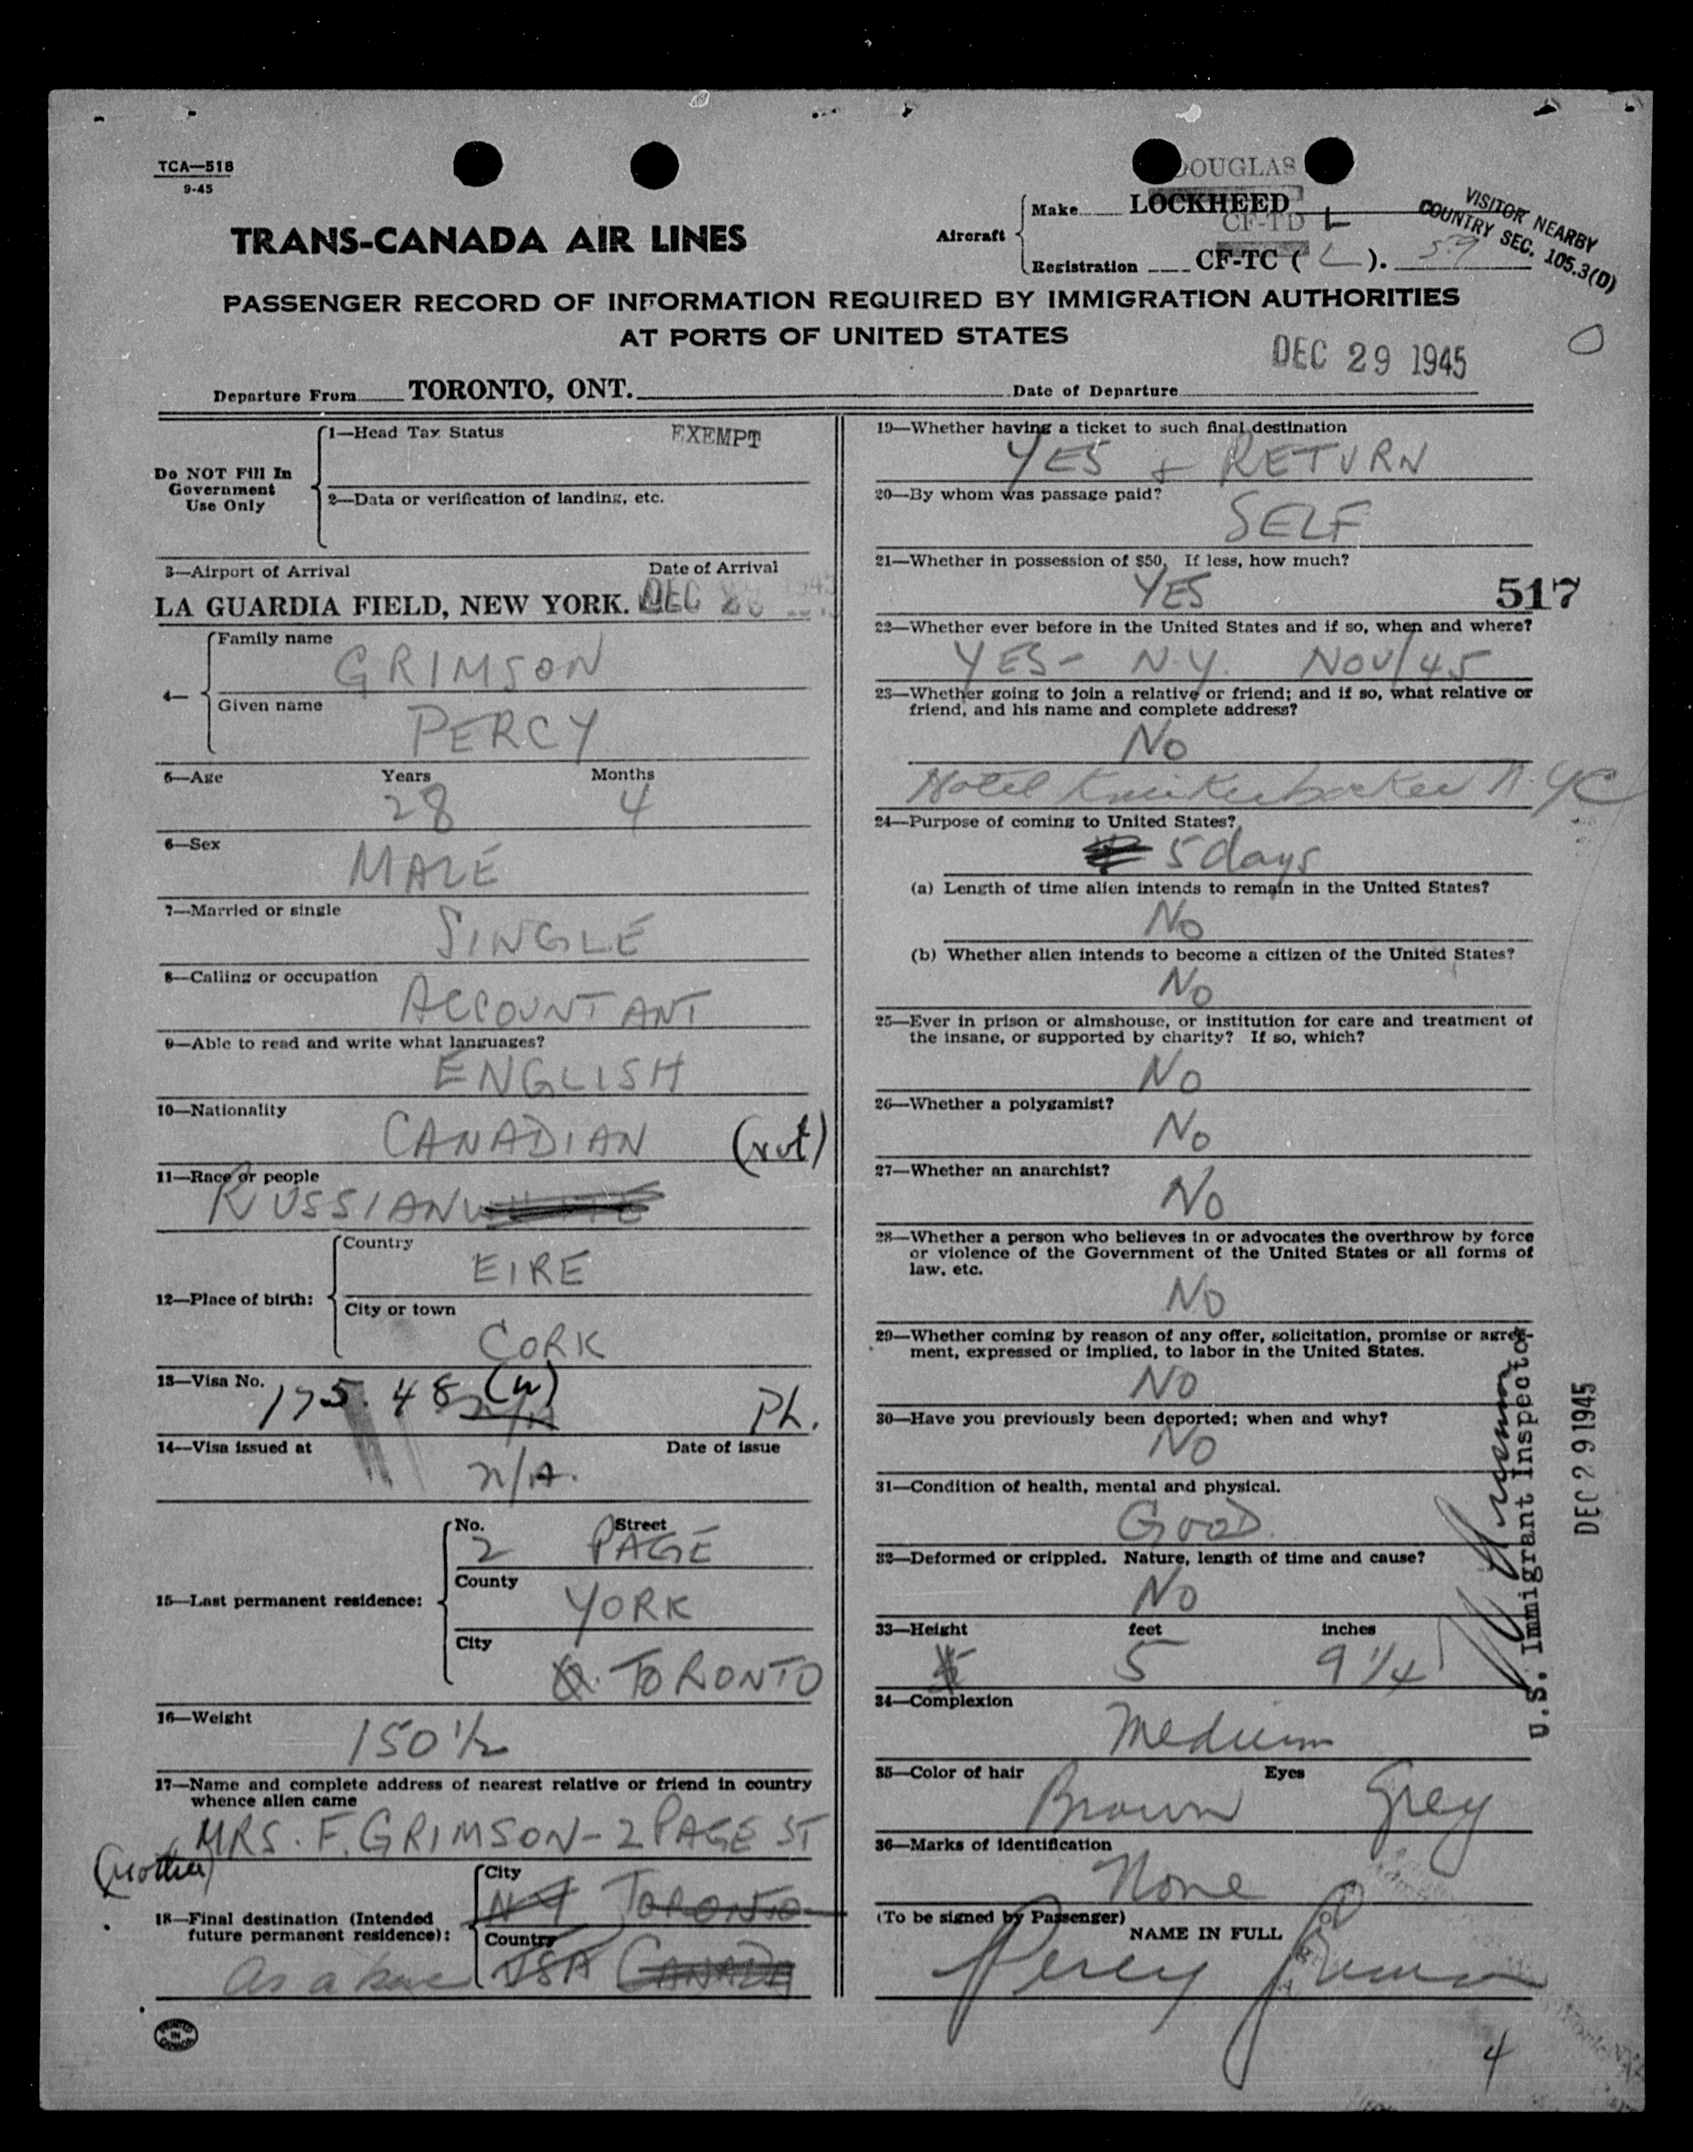 TCA—518
9-45
DOUGLAS
TRANS-CANADA AIR LINES
Aircraft
Make LOCKHEED
CF-TD L
Registration CF-TC ( L ). 59
VISITOR NEARBY
COUNTRY SEC. 105.3(D)
PASSENGER RECORD OF INFORMATION REQUIRED BY IMMIGRATION AUTHORITIES
AT PORTS OF UNITED STATES
DEC 29 1945
Departure From TORONTO, ONT. Date of Departure
Do NOT Fill In
Government
Use Only
1—Head Tax Status EXEMPT
2—Data or verification of landing, etc.
3—Airport of Arrival Date of Arrival
LA GUARDIA FIELD, NEW YORK. DEC
4—
Family name
GRIMSON
Given name
PERCY
5—Age Years Months
28 4
6—Sex
MALE
7—Married or single
SINGLE
8—Calling or occupation
ACCOUNTANT
9—Able to read and write what languages?
ENGLISH
10—Nationality
CANADIAN (nat)
11—Race or people
RUSSIAN
12—Place of birth:
Country
EIRE
City or town
CORK
13—Visa No.
175.48 (w) n/a Ph.
14—Visa issued at Date of issue
n/A.
15—Last permanent residence:
No. Street
2 PAGE
County
YORK
City
TORONTO
16—Weight
150 1/2
17—Name and complete address of nearest relative or friend in country
whence alien came
MRS. F. GRIMSON - 2 PAGE ST
(mother)
18—Final destination (Intended
future permanent residence):
City
NY TORONTO
Country
USA CANADA
PRINTED
IN
CANADA
19—Whether having a ticket to such final destination
YES + RETURN
20—By whom was passage paid?
SELF
21—Whether in possession of $50. If less, how much?
YES
517
22—Whether ever before in the United States and if so, when and where?
YES - N.Y. NOV/45
23—Whether going to join a relative or friend; and if so, what relative or
friend, and his name and complete address?
No
Hotel Knickerbocker N.YC
24—Purpose of coming to United States?
5 days
(a) Length of time alien intends to remain in the United States?
No
(b) Whether alien intends to become a citizen of the United States?
No
25—Ever in prison or almshouse, or institution for care and treatment of
the insane, or supported by charity? If so, which?
No
26—Whether a polygamist?
No
27—Whether an anarchist?
No
28—Whether a person who believes in or advocates the overthrow by force
or violence of the Government of the United States or all forms of
law, etc.
No
29—Whether coming by reason of any offer, solicitation, promise or agree-
ment, expressed or implied, to labor in the United States.
No
30—Have you previously been deported; when and why?
No
31—Condition of health, mental and physical.
GOOD.
32—Deformed or crippled. Nature, length of time and cause?
No
33—Height feet inches
5 9 1/4
34—Complexion
Medium
35—Color of hair Eyes
Brown Grey
36—Marks of identification
None
(To be signed by Passenger)
NAME IN FULL
Percy Grimson
U.S. Immigrant Inspector
DEC 29 1945
4